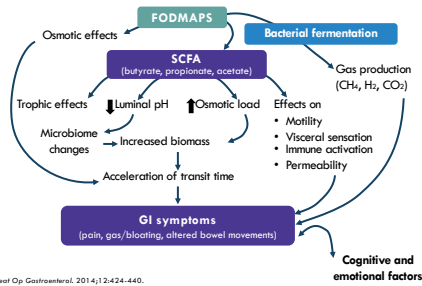 FODMAPS
Bacterial fermentation
Osmotic effects
SCFA
(butyrate, propionate, acetate)
Gas production
(CH4, H2, CO2)
Trophic effects
Luminal pH
Osmotic load
Effects on
• Motility
• Visceral sensation
• Immune activation
• Permeability
Microbiome
changes
Increased biomass
Acceleration of transit time
GI symptoms
(pain, gas/bloating, altered bowel movements)
Cognitive and
emotional factors
Op Gastroenterol. 2014;12:424-440.